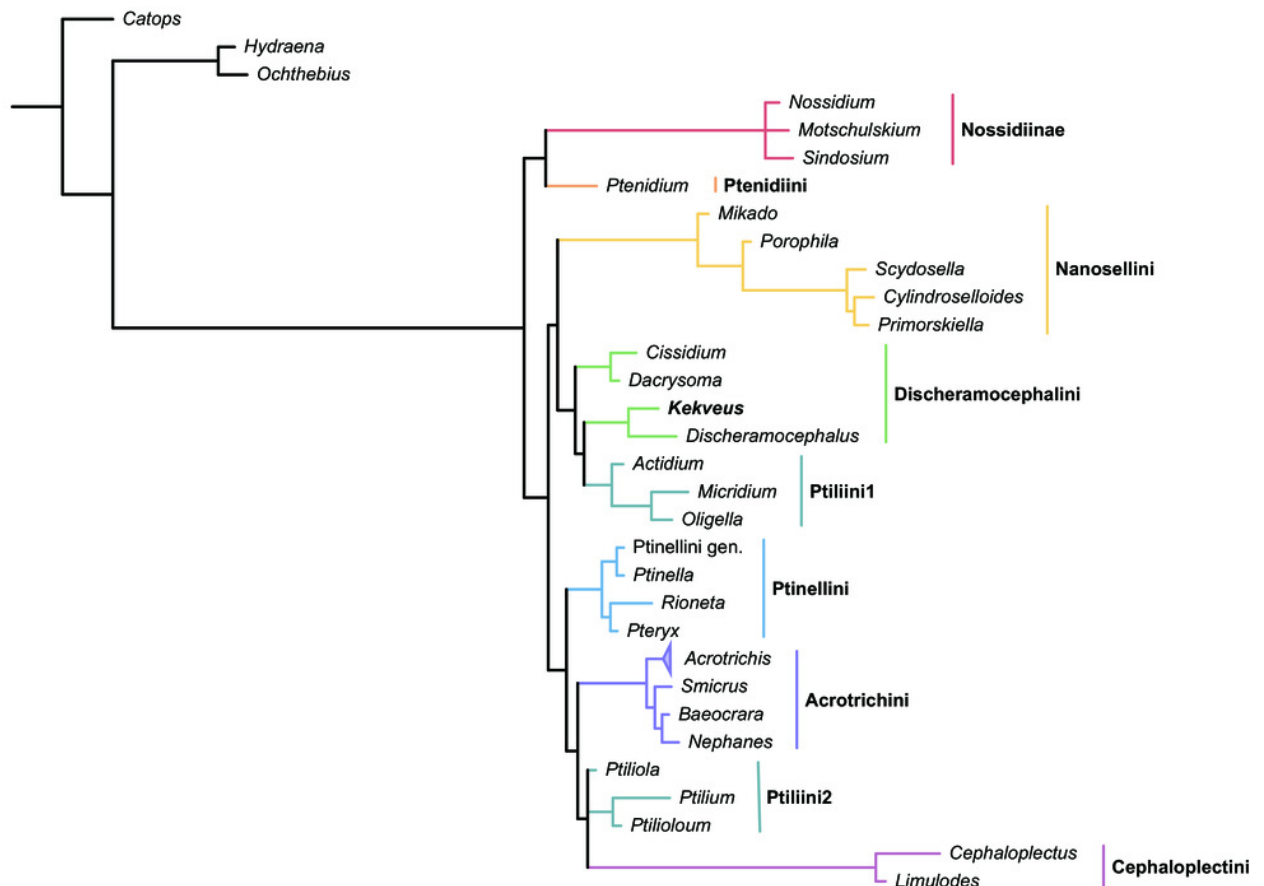 Catops
Hydraena
Ochthebius
Nossidium
Motschulskium
Nossidiinae
Sindosium
Ptenidium
Ptenidiini
Mikado
Porophila
Scydosella
Nanosellini
Cylindroselloides
Primorskiella
Cissidium
Dacrysoma
Discheramocephalini
Kekveus
Discheramocephalus
Actidium
Micridium
Ptiliini1
Oligella
Ptinellini gen.
Ptinella
Ptinellini
Rioneta
Pteryx
Acrotrichis
Smicrus
Acrotrichini
Baeocrara
Nephanes
Ptiliola
Ptilium
Ptiliini2
Ptilioloum
Cephaloplectus
Cephaloplectini
Limulodes